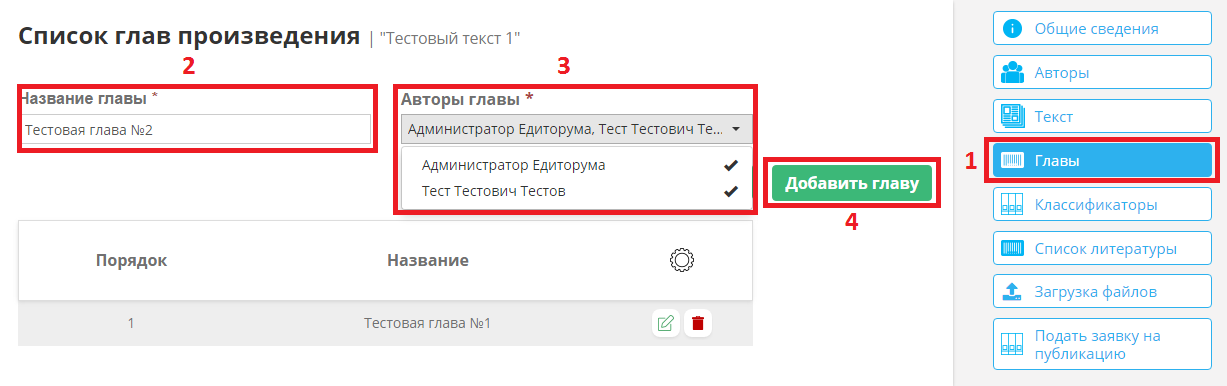 Список глав произведения | "Тестовый текст 1"
2
3
Название главы *
Авторы главы *
Тестовая глава №2
Администратор Едиторума, Тест Тестович Те...
Администратор Едиторума
Тест Тестович Тестов
Добавить главу
4
Порядок
Название
1
Тестовая глава №1
Общие сведения
Авторы
Текст
1
Главы
Классификаторы
Список литературы
Загрузка файлов
Подать заявку на
публикацию